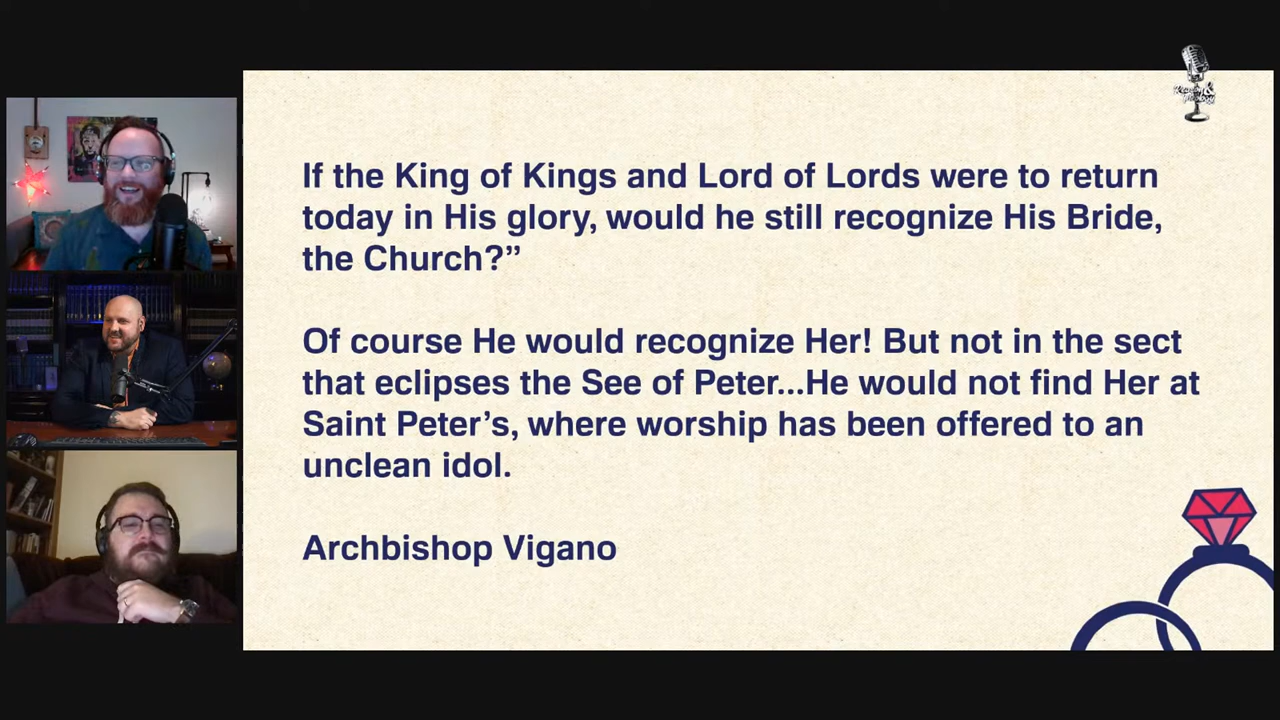 Reason &
Theology
If the King of Kings and Lord of Lords were to return
today in His glory, would he still recognize His Bride,
the Church?”
Of course He would recognize Her! But not in the sect
that eclipses the See of Peter...He would not find Her at
Saint Peter’s, where worship has been offered to an
unclean idol.
Archbishop Vigano